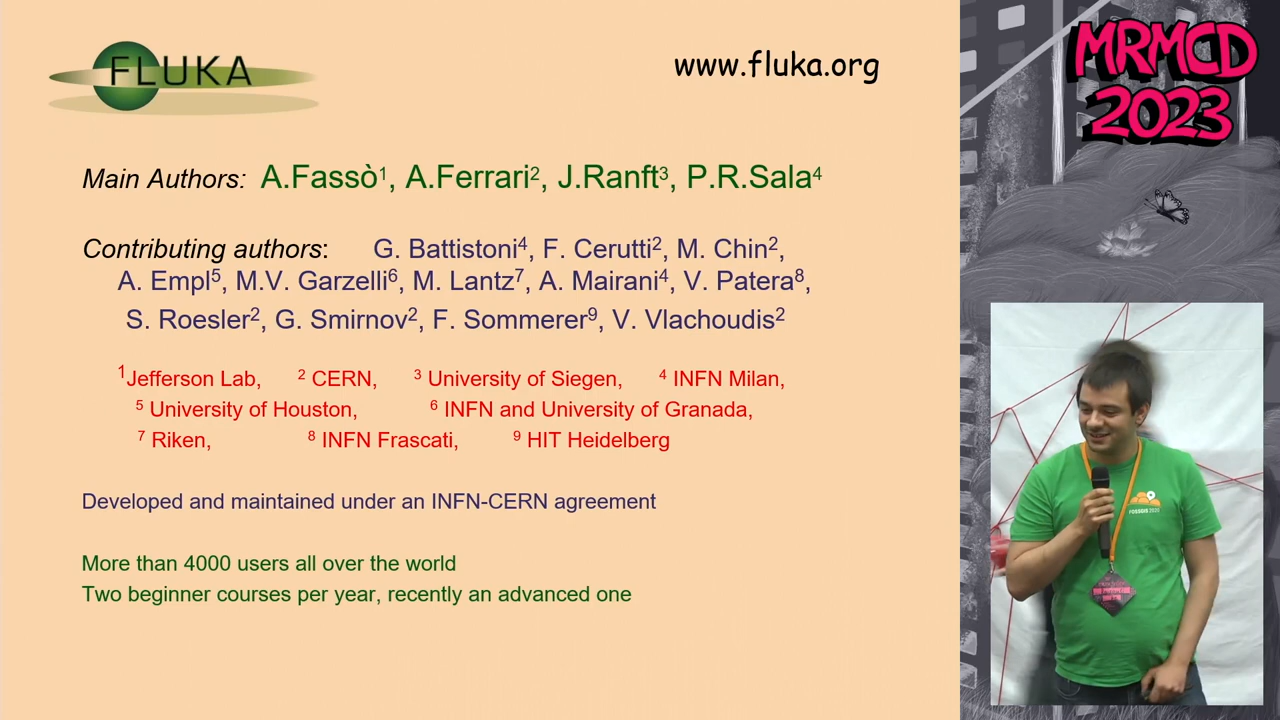 FLUKA
www.fluka.org
Main Authors: A.Fassò¹, A.Ferrari², J.Ranft³, P.R.Sala⁴
Contributing authors: G. Battistoni⁴, F. Cerutti², M. Chin²,
A. Empl⁵, M.V. Garzelli⁶, M. Lantz⁷, A. Mairani⁴, V. Patera⁸,
S. Roesler², G. Smirnov², F. Sommerer⁹, V. Vlachoudis²
¹Jefferson Lab, ² CERN, ³ University of Siegen, ⁴ INFN Milan,
⁵ University of Houston, ⁶ INFN and University of Granada,
⁷ Riken, ⁸ INFN Frascati, ⁹ HIT Heidelberg
Developed and maintained under an INFN-CERN agreement
More than 4000 users all over the world
Two beginner courses per year, recently an advanced one
MRMCD
2023